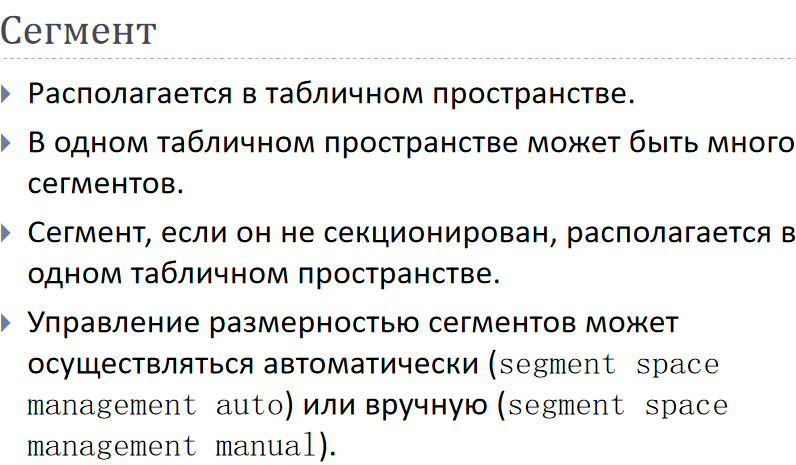 Сегмент
Располагается в табличном пространстве.
В одном табличном пространстве может быть много
сегментов.
Сегмент, если он не секционирован, располагается в
одном табличном пространстве.
Управление размерностью сегментов может
осуществляться автоматически (segment space
management auto) или вручную (segment space
management manual).